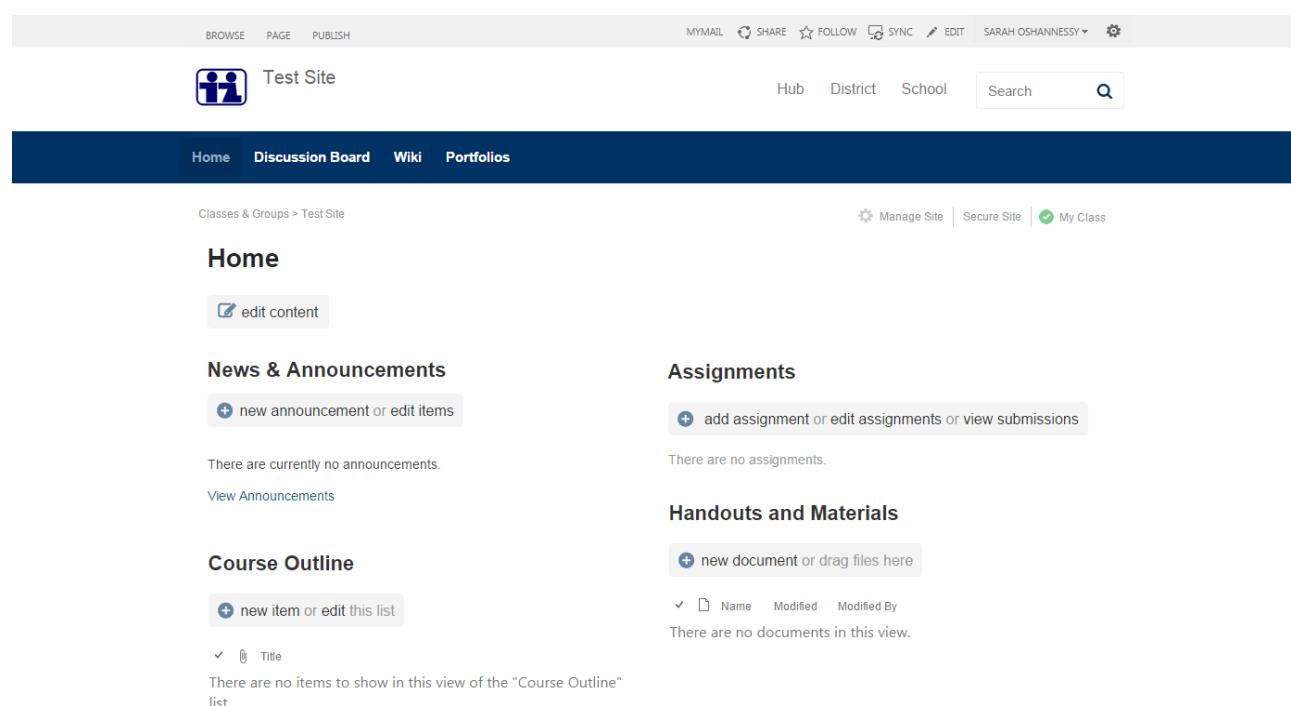 BROWSE PAGE PUBLISH MYMAIL SHARE FOLLOW SYNC EDIT SARAH OSHANNESSY
Test Site
Hub District School Search
Home Discussion Board Wiki Portfolios
Classes & Groups > Test Site
Manage Site Secure Site My Class
Home
edit content
News & Announcements
new announcement or edit items
There are currently no announcements.
View Announcements
Course Outline
new item or edit this list
Title
There are no items to show in this view of the "Course Outline"
list
Assignments
add assignment or edit assignments or view submissions
There are no assignments.
Handouts and Materials
new document or drag files here
Name Modified Modified By
There are no documents in this view.